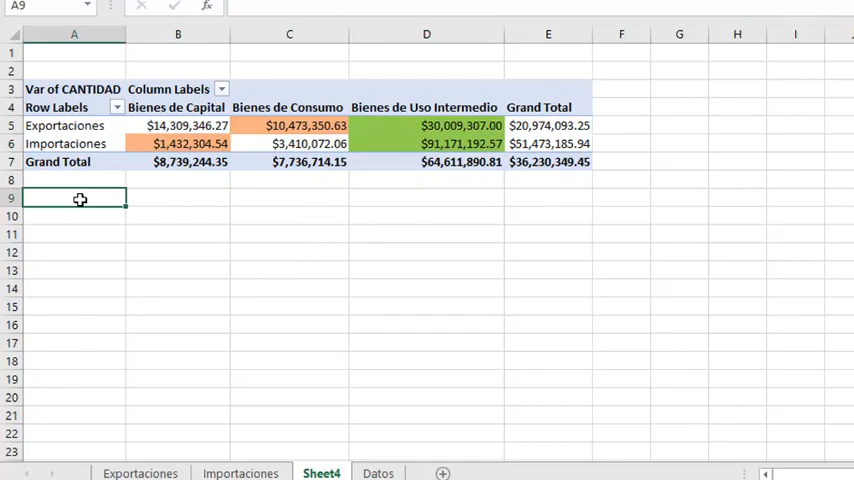 A9 fx
A B C D E F G H I
1
2
3 Var of CANTIDAD Column Labels
4 Row Labels Bienes de Capital Bienes de Consumo Bienes de Uso Intermedio Grand Total
5 Exportaciones $14,309,346.27 $10,473,350.63 $30,009,307.00 $20,974,093.25
6 Importaciones $1,432,304.54 $3,410,072.06 $91,171,192.57 $51,473,185.94
7 Grand Total $8,739,244.35 $7,736,714.15 $64,611,890.81 $36,230,349.45
8
9
10
11
12
13
14
15
16
17
18
19
20
21
22
23
Exportaciones Importaciones Sheet4 Datos